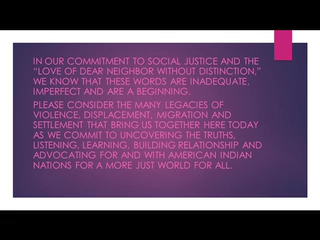 IN OUR COMMITMENT TO SOCIAL JUSTICE AND THE
“LOVE OF DEAR NEIGHBOR WITHOUT DISTINCTION,”
WE KNOW THAT THESE WORDS ARE INADEQUATE,
IMPERFECT AND ARE A BEGINNING.
PLEASE CONSIDER THE MANY LEGACIES OF
VIOLENCE, DISPLACEMENT, MIGRATION AND
SETTLEMENT THAT BRING US TOGETHER HERE TODAY
AS WE COMMIT TO UNCOVERING THE TRUTHS,
LISTENING, LEARNING, BUILDING RELATIONSHIP AND
ADVOCATING FOR AND WITH AMERICAN INDIAN
NATIONS FOR A MORE JUST WORLD FOR ALL.